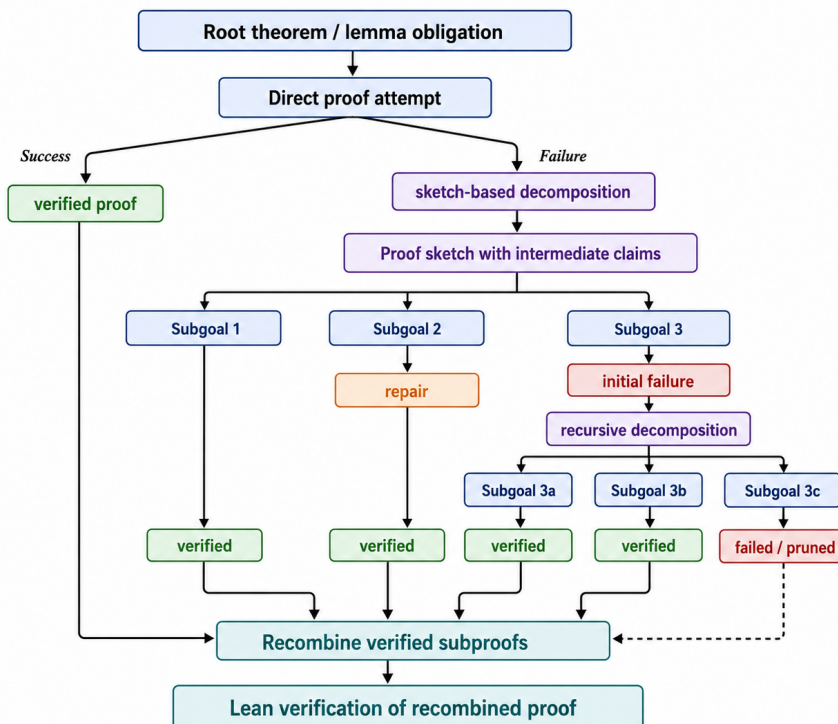 Root theorem / lemma obligation
Direct proof attempt
Success
Failure
verified proof
sketch-based decomposition
Proof sketch with intermediate claims
Subgoal 1
Subgoal 2
Subgoal 3
repair
initial failure
recursive decomposition
Subgoal 3a
Subgoal 3b
Subgoal 3c
verified
verified
verified
verified
failed / pruned
Recombine verified subproofs
Lean verification of recombined proof